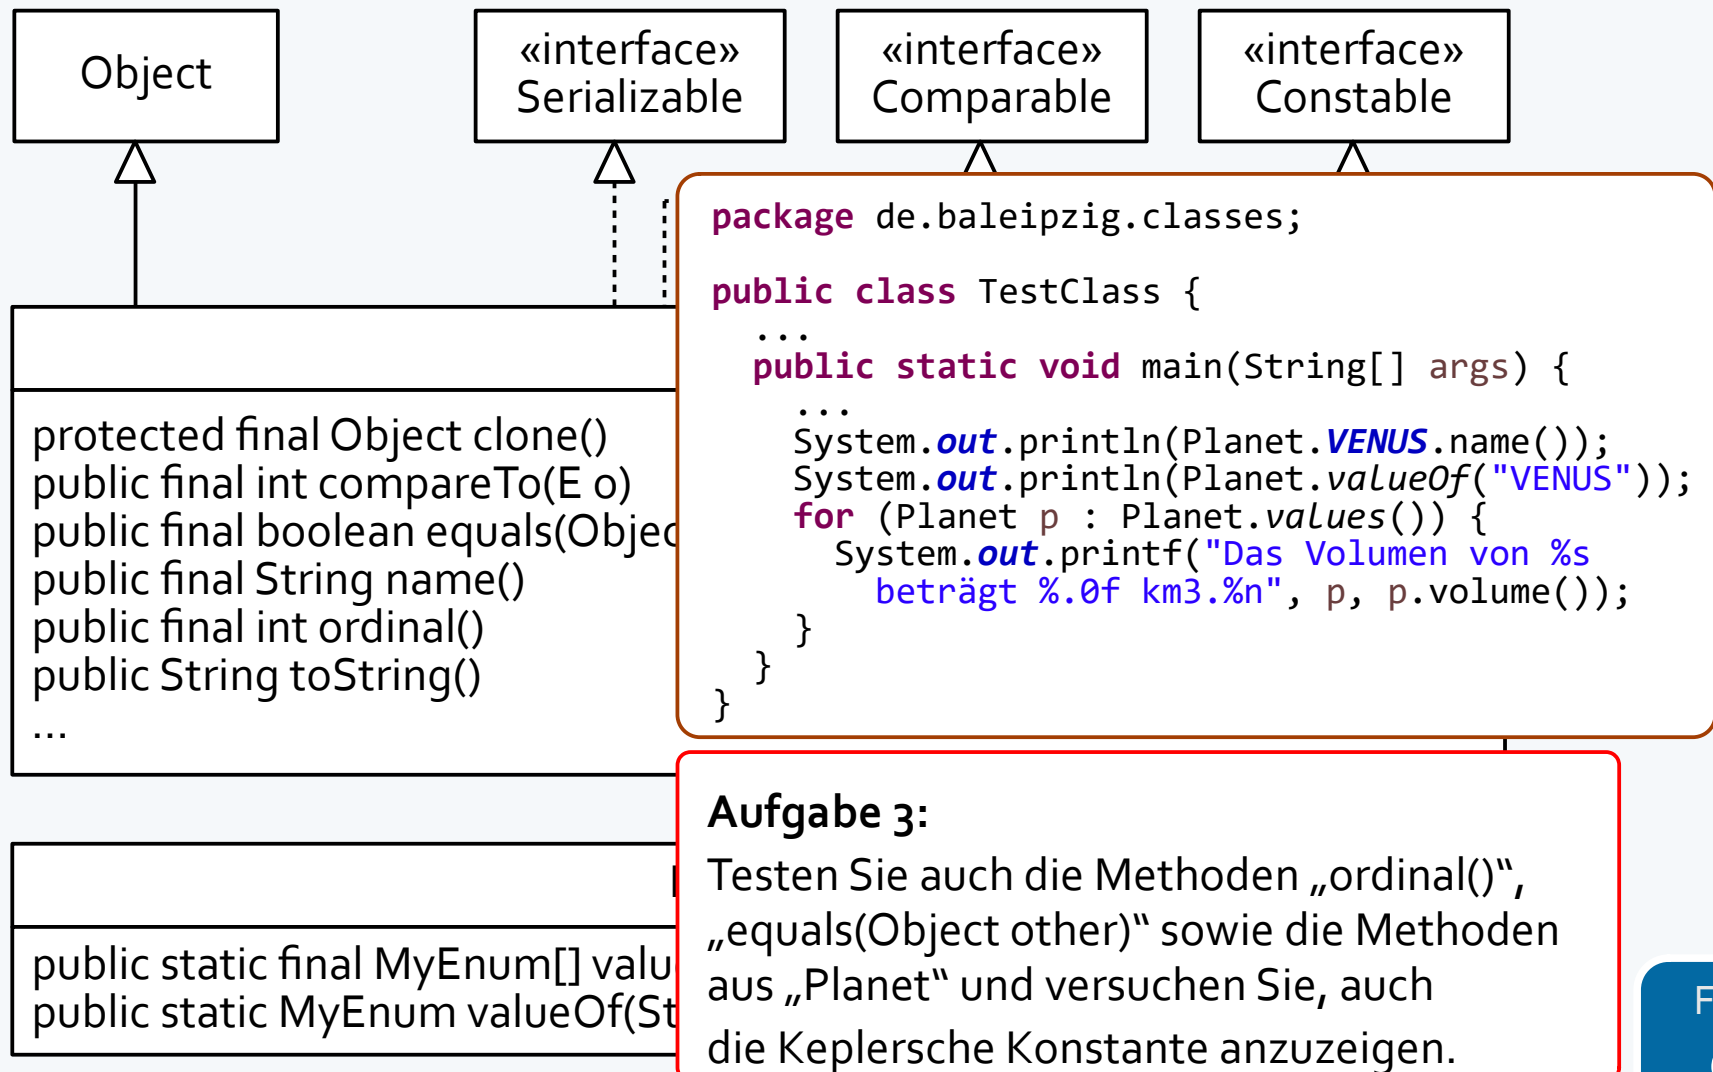 Object
«interface»
Serializable
«interface»
Comparable
«interface»
Constable
protected final Object clone()
public final int compareTo(E o)
public final boolean equals(Objec
public final String name()
public final int ordinal()
public String toString()
...
package de.baleipzig.classes;
public class TestClass {
...
public static void main(String[] args) {
...
System.out.println(Planet.VENUS.name());
System.out.println(Planet.valueOf("VENUS"));
for (Planet p : Planet.values()) {
System.out.printf("Das Volumen von %s
beträgt %.0f km3.%n", p, p.volume());
}
}
}
public static final MyEnum[] valu
public static MyEnum valueOf(St
Aufgabe 3:
Testen Sie auch die Methoden „ordinal()“,
„equals(Object other)“ sowie die Methoden
aus „Planet“ und versuchen Sie, auch
die Keplersche Konstante anzuzeigen.
F